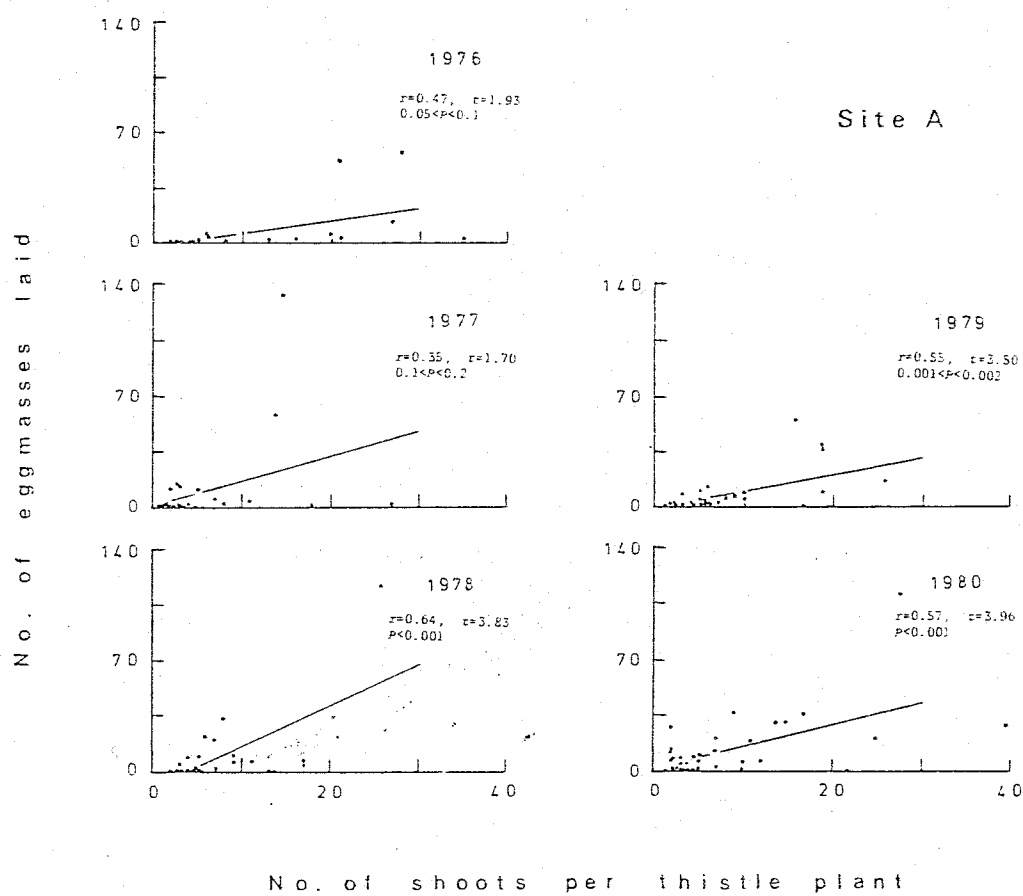 Site A
No. of eggmasses laid
140
70
0
1976
r=0.47, t=1.93
0.05<P<0.1
140
70
0
1977
r=0.35, t=1.70
0.1<P<0.2
140
70
0
1979
r=0.55, t=3.50
0.001<P<0.002
140
70
0
1978
r=0.64, t=3.83
P<0.001
0 20 40
140
70
0
1980
r=0.57, t=3.96
P<0.001
0 20 40
No. of shoots per thistle plant